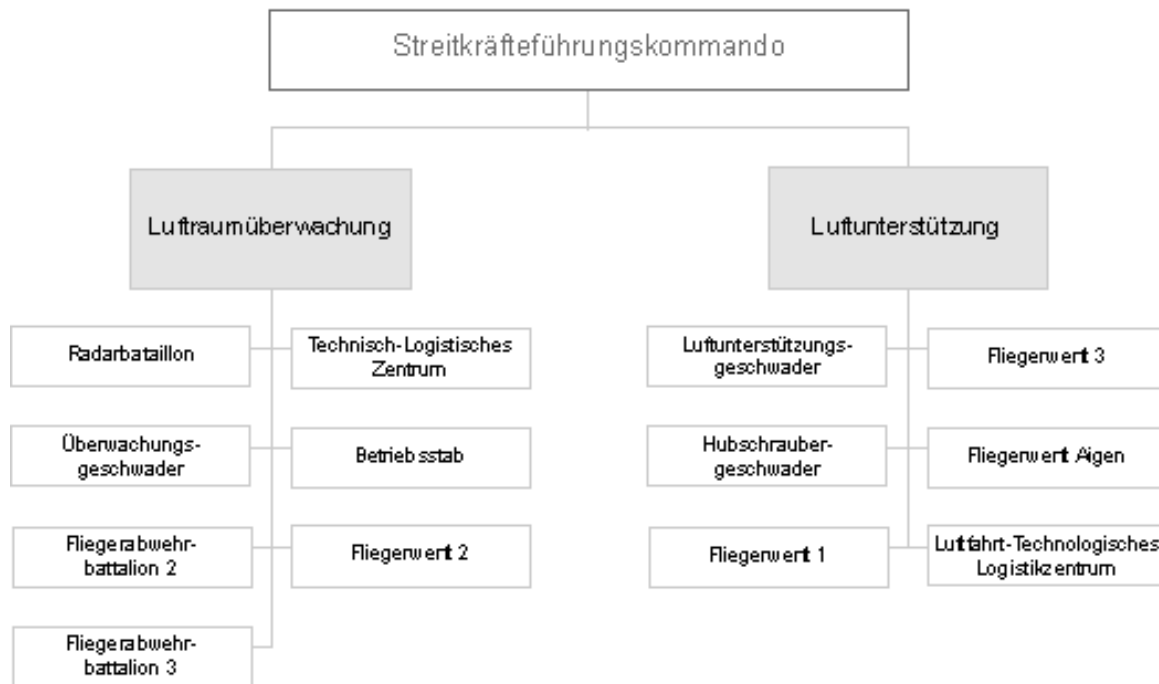 Streitkräfteführungskommando
Luftraumüberwachung
Luftunterstützung
Radarbataillon
Technisch-Logistisches
Zentrum
Überwachungs-
geschwader
Betriebsstab
Fliegerabwehr-
battalion 2
Fliegerwerft 2
Fliegerabwehr-
battalion 3
Luftunterstützungs-
geschwader
Fliegerwerft 3
Hubschrauber-
geschwader
Fliegerwerft Aigen
Fliegerwerft 1
Luftfahrt-Technologisches
Logistikzentrum